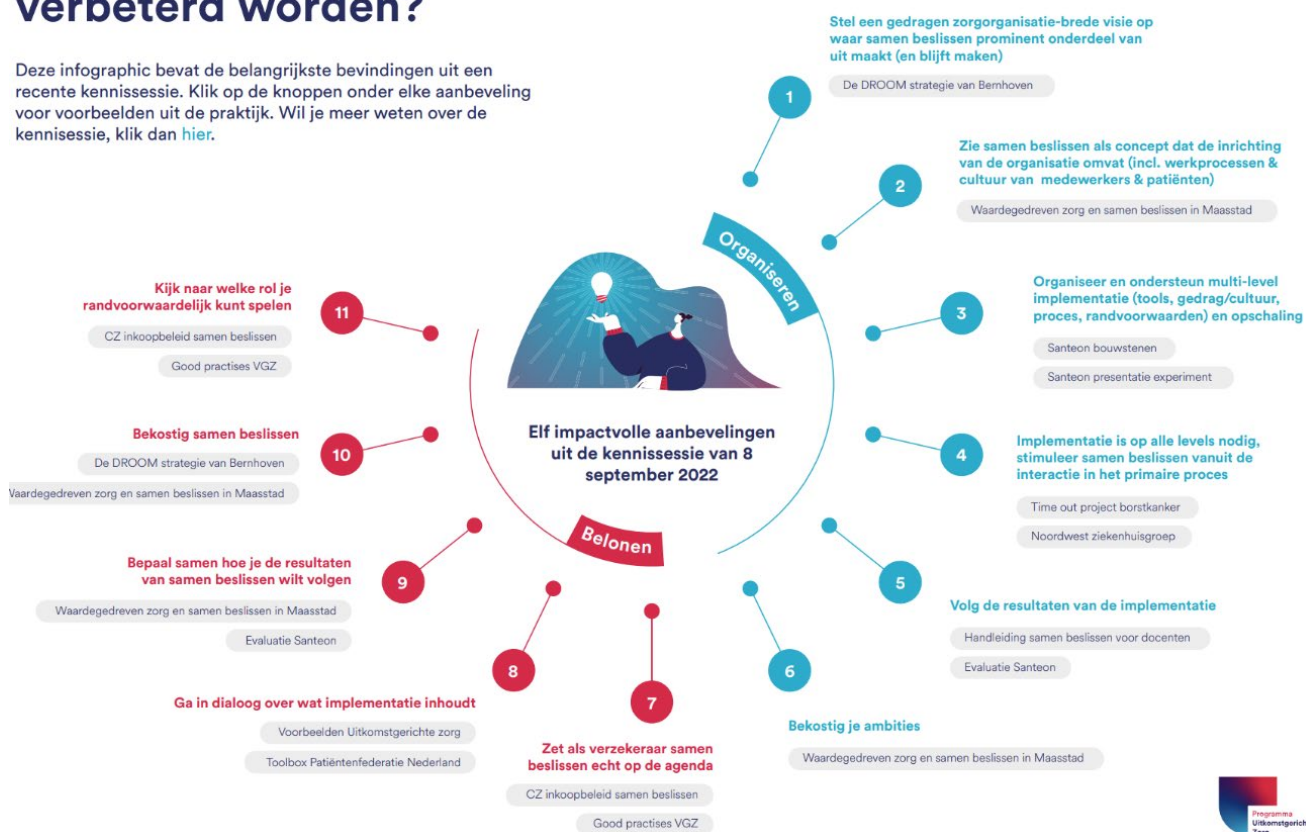 verbeterd worden?
Deze infographic bevat de belangrijkste bevindingen uit een
recente kennissessie. Klik op de knoppen onder elke aanbeveling
voor voorbeelden uit de praktijk. Wil je meer weten over de
kennisessie, klik dan hier.
Elf impactvolle aanbevelingen
uit de kennissessie van 8
september 2022
Organiseren
1
Stel een gedragen zorgorganisatie-brede visie op
waar samen beslissen prominent onderdeel van
uit maakt (en blijft maken)
De DROOM strategie van Bernhoven
2
Zie samen beslissen als concept dat de inrichting
van de organisatie omvat (incl. werkprocessen &
cultuur van medewerkers & patiënten)
Waardegedreven zorg en samen beslissen in Maasstad
3
Organiseer en ondersteun multi-level
implementatie (tools, gedrag/cultuur,
proces, randvoorwaarden) en opschaling
Santeon bouwstenen
Santeon presentatie experiment
4
Implementatie is op alle levels nodig,
stimuleer samen beslissen vanuit de
interactie in het primaire proces
Time out project borstkanker
Noordwest ziekenhuisgroep
5
Volg de resultaten van de implementatie
Handleiding samen beslissen voor docenten
Evaluatie Santeon
6
Bekostig je ambities
Waardegedreven zorg en samen beslissen in Maasstad
Belonen
7
Zet als verzekeraar samen
beslissen echt op de agenda
CZ inkoopbeleid samen beslissen
Good practises VGZ
8
Ga in dialoog over wat implementatie inhoudt
Voorbeelden Uitkomstgerichte zorg
Toolbox Patiëntenfederatie Nederland
9
Bepaal samen hoe je de resultaten
van samen beslissen wilt volgen
Waardegedreven zorg en samen beslissen in Maasstad
Evaluatie Santeon
10
Bekostig samen beslissen
De DROOM strategie van Bernhoven
Waardegedreven zorg en samen beslissen in Maasstad
11
Kijk naar welke rol je
randvoorwaardelijk kunt spelen
CZ inkoopbeleid samen beslissen
Good practises VGZ
Programma